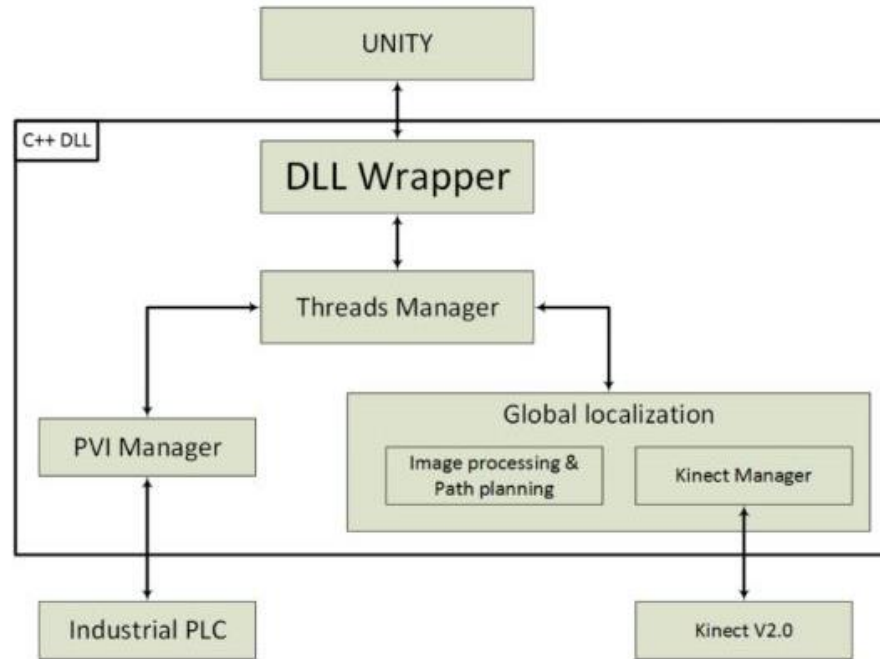 UNITY
C++ DLL
DLL Wrapper
Threads Manager
Global localization
PVI Manager
Image processing &
Path planning
Kinect Manager
Industrial PLC
Kinect V2.0